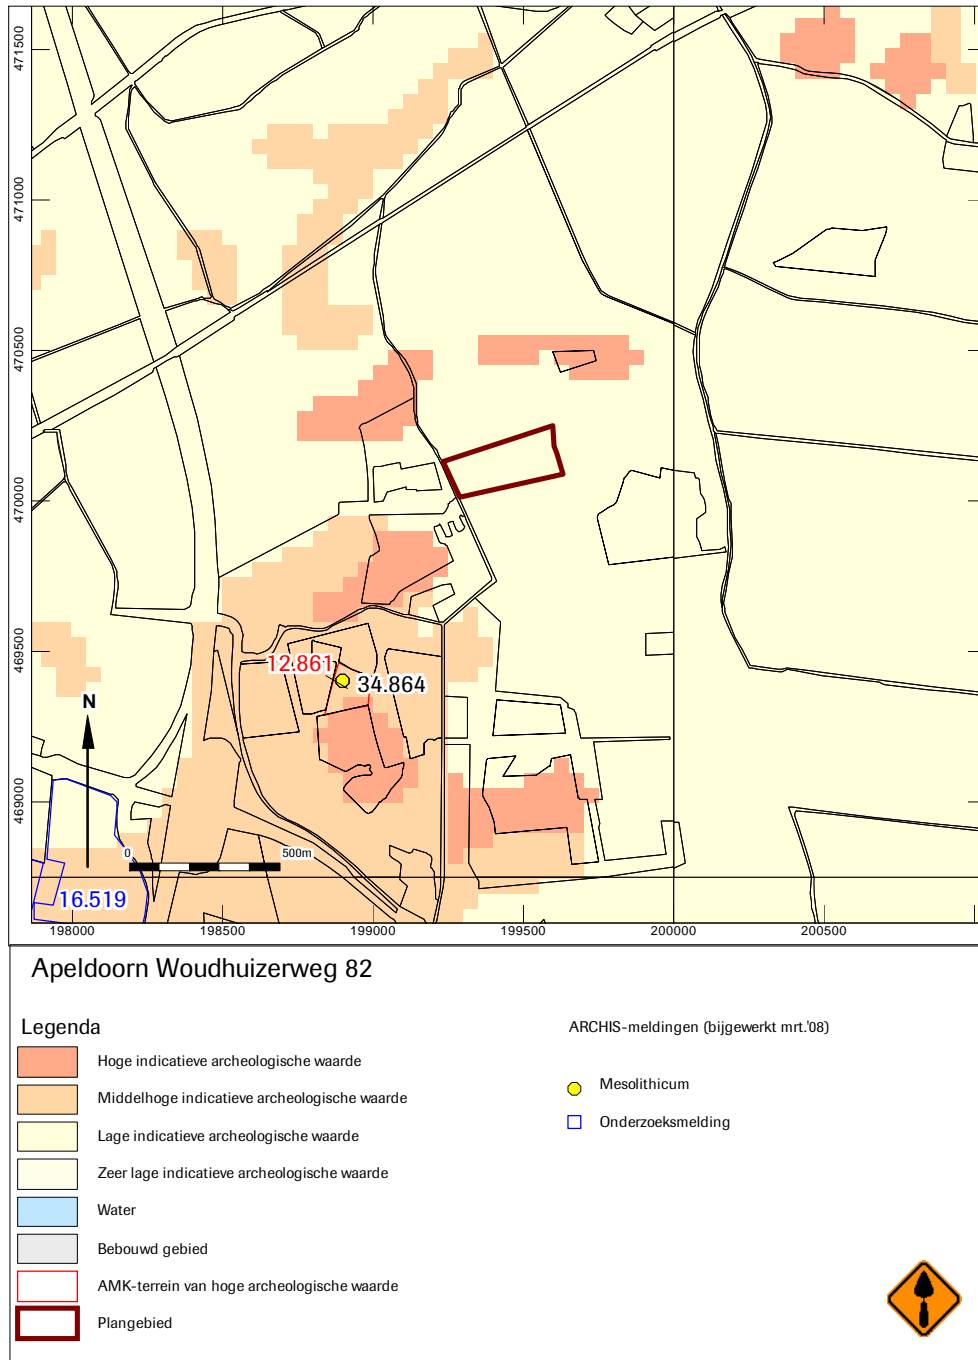 471500
471000
470500
470000
469500
469000
12.861
34.864
N
0
500m
16.519
198000
198500
199000
199500
200000
200500
Apeldoorn Woudhuizerweg 82
Legenda
Hoge indicatieve archeologische waarde
Middelhoge indicatieve archeologische waarde
Lage indicatieve archeologische waarde
Zeer lage indicatieve archeologische waarde
Water
Bebouwd gebied
AMK-terrein van hoge archeologische waarde
Plangebied
ARCHIS-meldingen (bijgewerkt mrt.'08)
Mesolithicum
Onderzoeksmelding